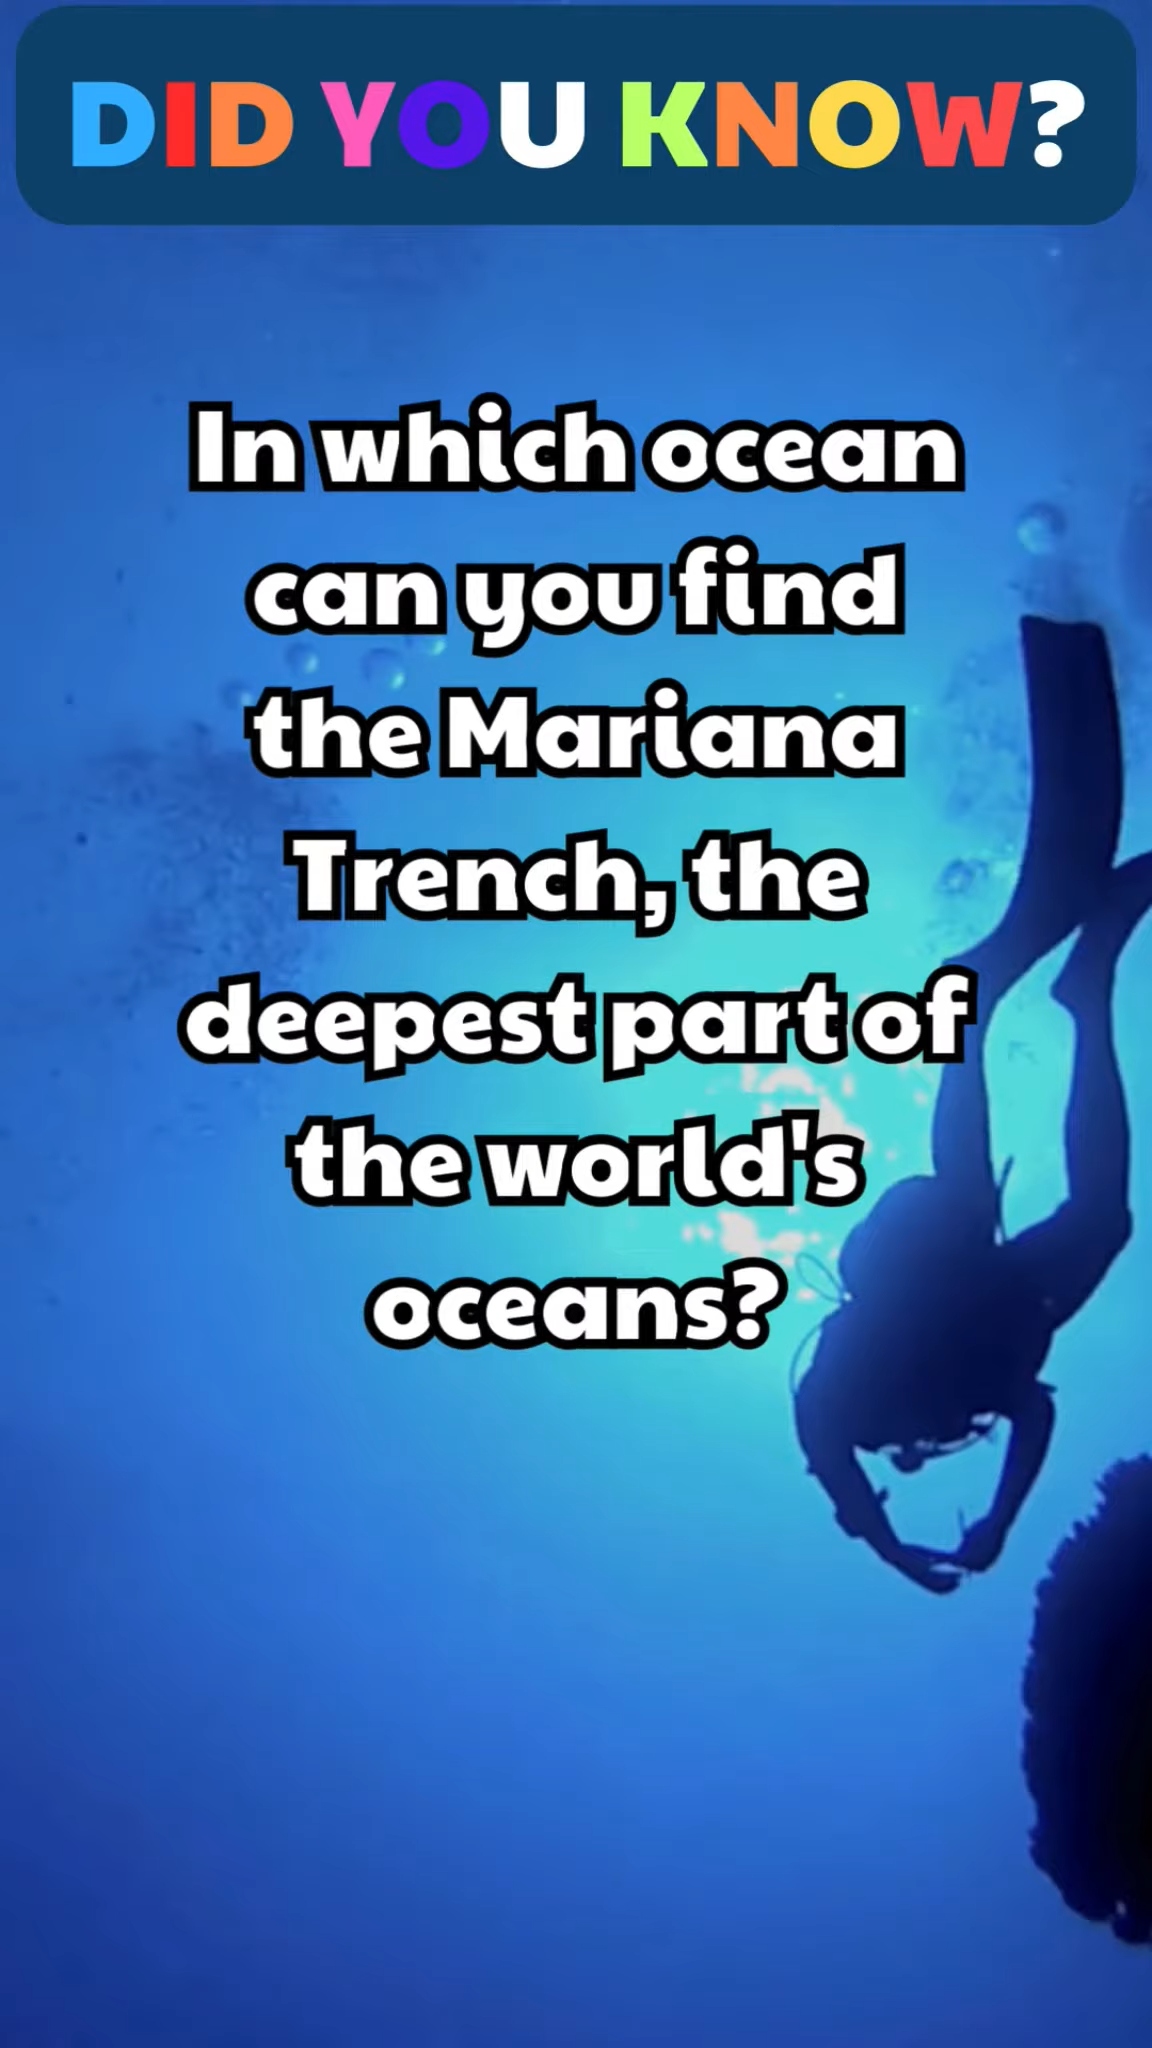 DID YOU KNOW?
In which ocean
can you find
the Mariana
Trench, the
deepest part of
the world's
oceans?